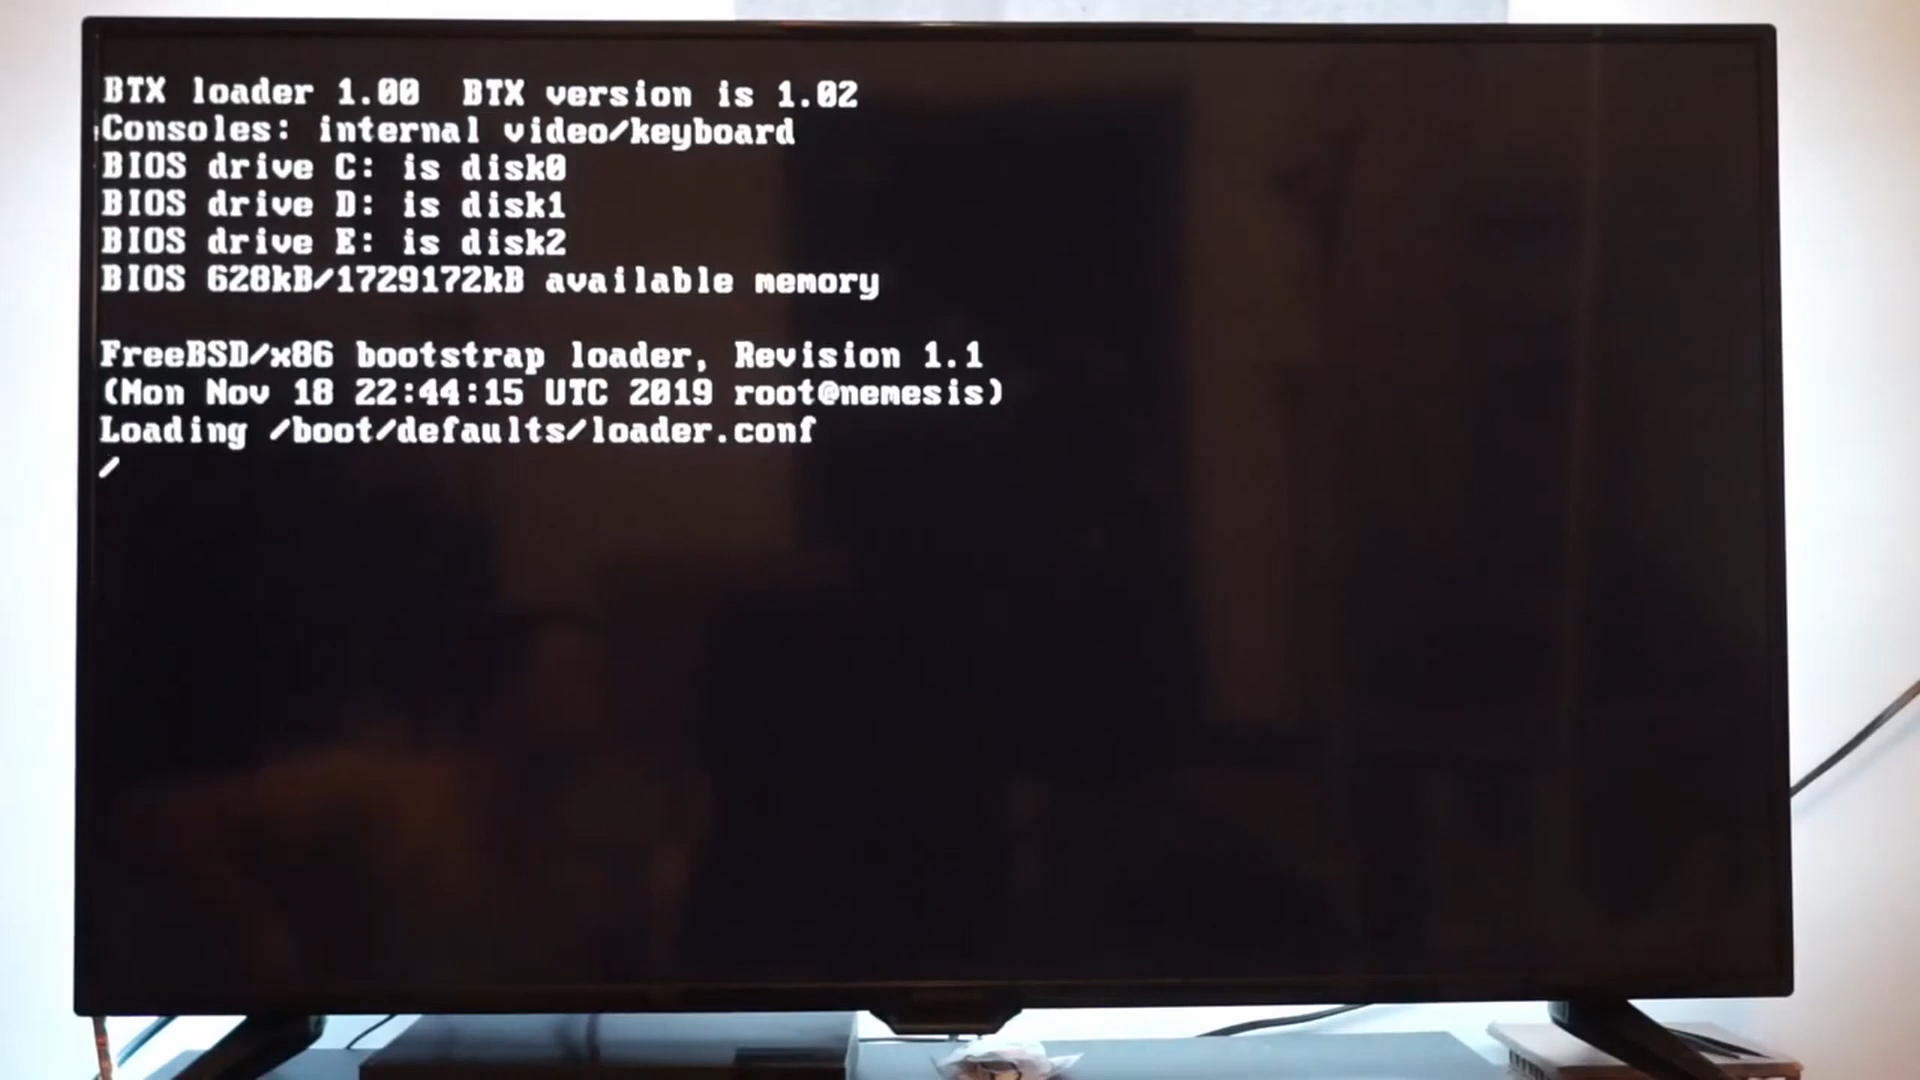 BTX loader 1.00  BTX version is 1.02
Consoles: internal video/keyboard
BIOS drive C: is disk0
BIOS drive D: is disk1
BIOS drive E: is disk2
BIOS 628kB/1729172kB available memory
FreeBSD/x86 bootstrap loader, Revision 1.1
(Mon Nov 18 22:44:15 UTC 2019 root@nemesis)
Loading /boot/defaults/loader.conf
/